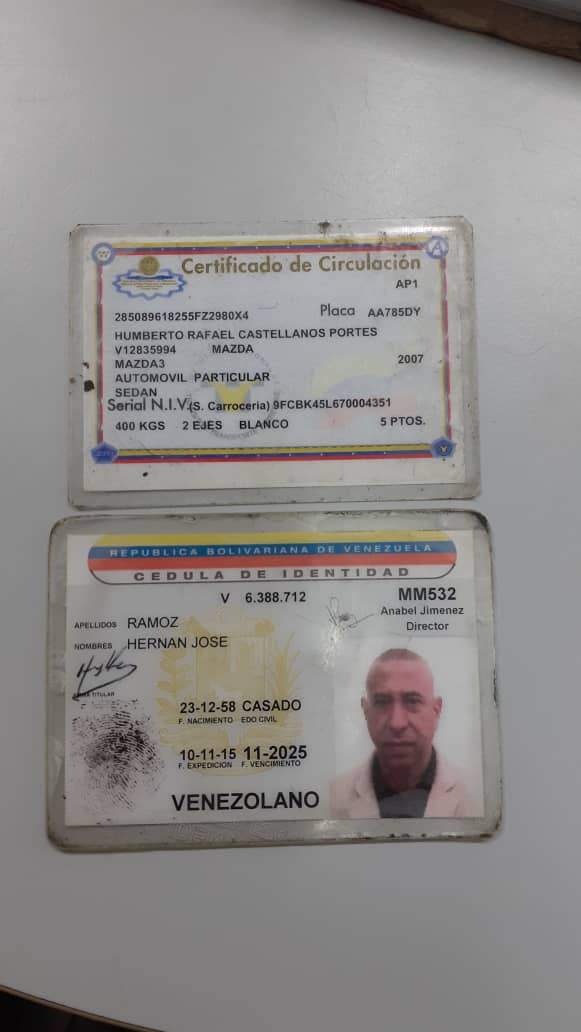 Certificado de Circulación
AP1
285089618255FZ2980X4 Placa AA785DY
HUMBERTO RAFAEL CASTELLANOS PORTES
V12835994 MAZDA
MAZDA3 2007
AUTOMOVIL PARTICULAR
SEDAN
Serial N.I.V.(S. Carroceria) 9FCBK45L670004351
400 KGS 2 EJES BLANCO 5 PTOS.
REPUBLICA BOLIVARIANA DE VENEZUELA
CEDULA DE IDENTIDAD
V 6.388.712 MM532
Anabel Jimenez
Director
APELLIDOS RAMOZ
NOMBRES HERNAN JOSE
FIRMA TITULAR
23-12-58 CASADO
F. NACIMIENTO EDO CIVIL
10-11-15 11-2025
F. EXPEDICION F. VENCIMIENTO
VENEZOLANO